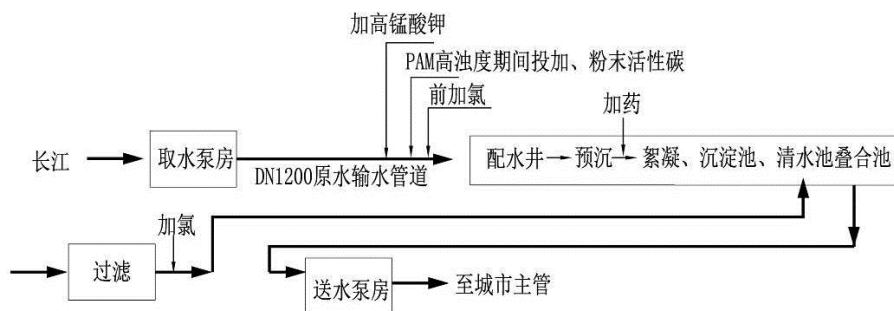 加高锰酸钾
PAM高浊度期间投加、粉末活性碳
前加氯
加药
长江
取水泵房
DN1200原水输水管道
配水井
预沉
絮凝、沉淀池、清水池叠合池
加氯
过滤
送水泵房
至城市主管